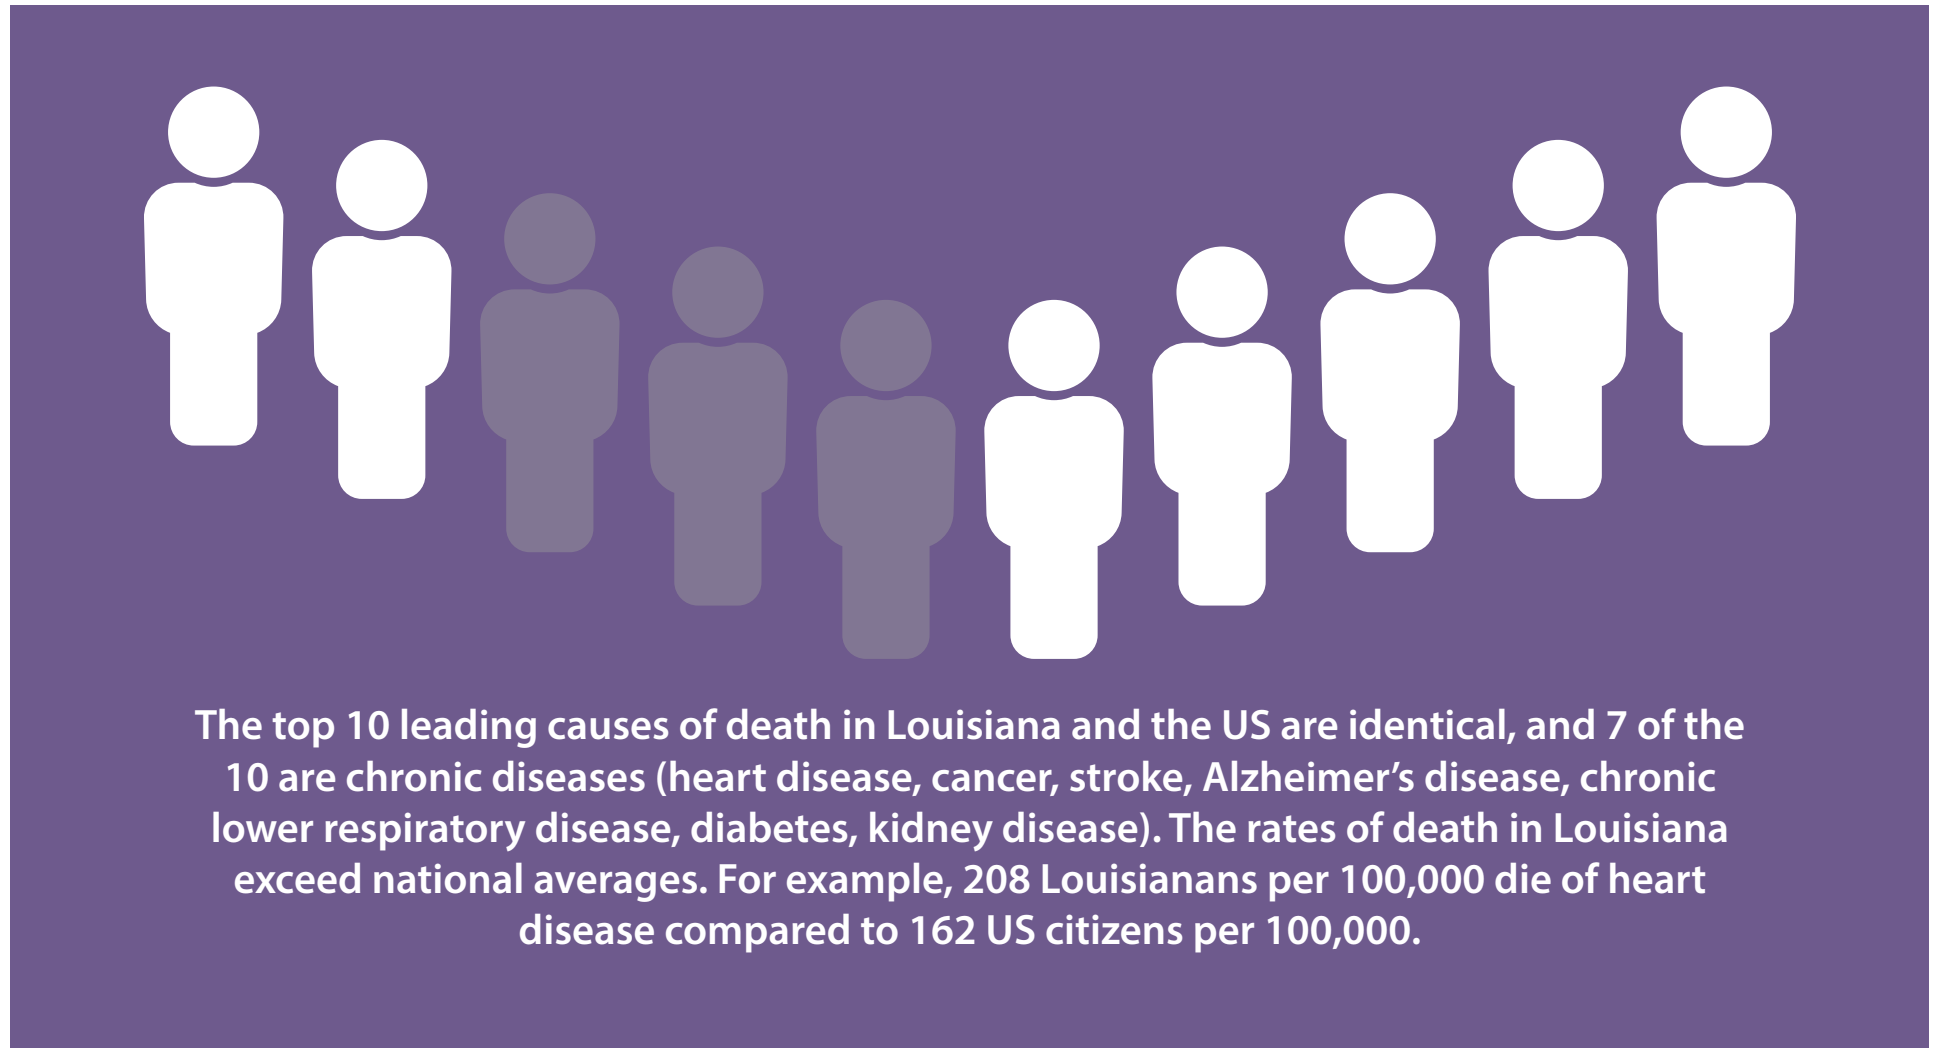 The top 10 leading causes of death in Louisiana and the US are identical, and 7 of the
10 are chronic diseases (heart disease, cancer, stroke, Alzheimer’s disease, chronic
lower respiratory disease, diabetes, kidney disease). The rates of death in Louisiana
exceed national averages. For example, 208 Louisianans per 100,000 die of heart
disease compared to 162 US citizens per 100,000.